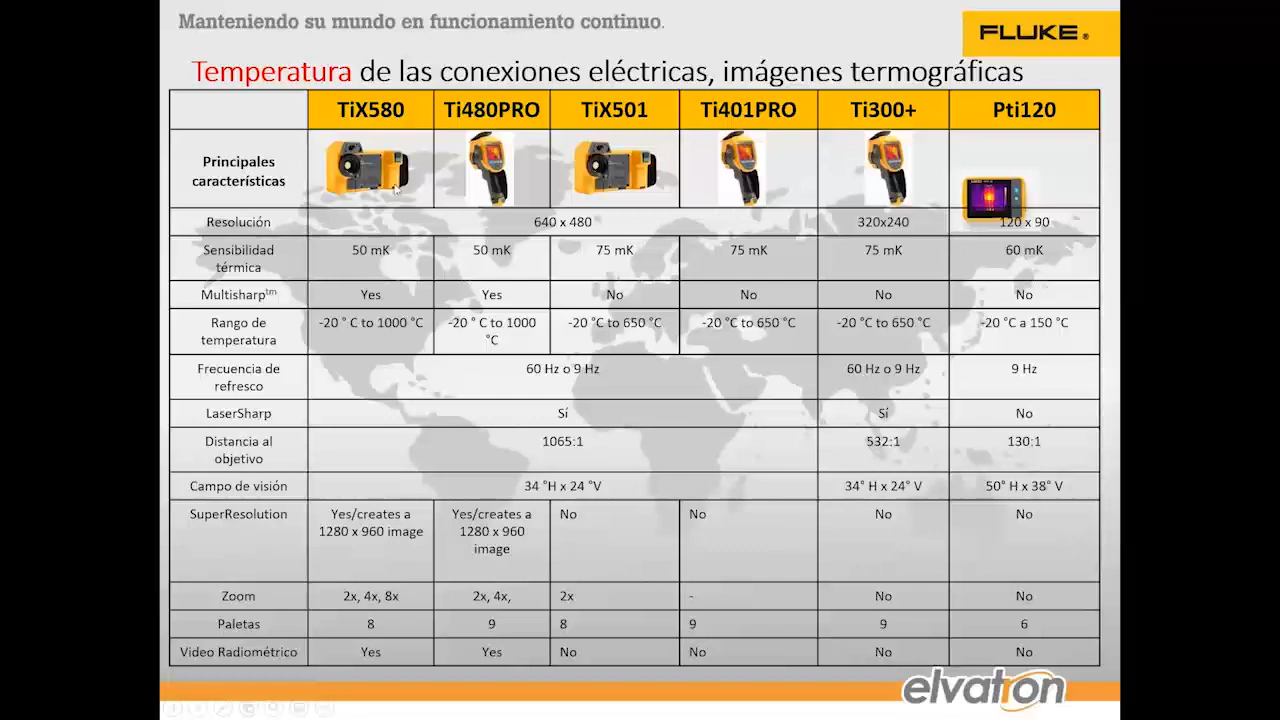 Manteniendo su mundo en funcionamiento continuo.
FLUKE®
Temperatura de las conexiones eléctricas, imágenes termográficas
TiX580 Ti480PRO TiX501 Ti401PRO Ti300+ Pti120
Principales
características
Resolución 640 x 480 320x240 120 x 90
Sensibilidad 50 mK 50 mK 75 mK 75 mK 75 mK 60 mK
térmica
Multisharptm Yes Yes No No No No
Rango de -20 ° C to 1000 °C -20 ° C to 1000 -20 °C to 650 °C -20 °C to 650 °C -20 °C to 650 °C -20 °C a 150 °C
temperatura °C
Frecuencia de 60 Hz o 9 Hz 60 Hz o 9 Hz 9 Hz
refresco
LaserSharp Sí Sí No
Distancia al 1065:1 532:1 130:1
objetivo
Campo de visión 34 °H x 24 °V 34° H x 24° V 50° H x 38° V
SuperResolution Yes/creates a Yes/creates a No No No No
1280 x 960 image 1280 x 960
image
Zoom 2x, 4x, 8x 2x, 4x, 2x - No No
Paletas 8 9 8 9 9 6
Video Radiométrico Yes Yes No No No No
elvatron